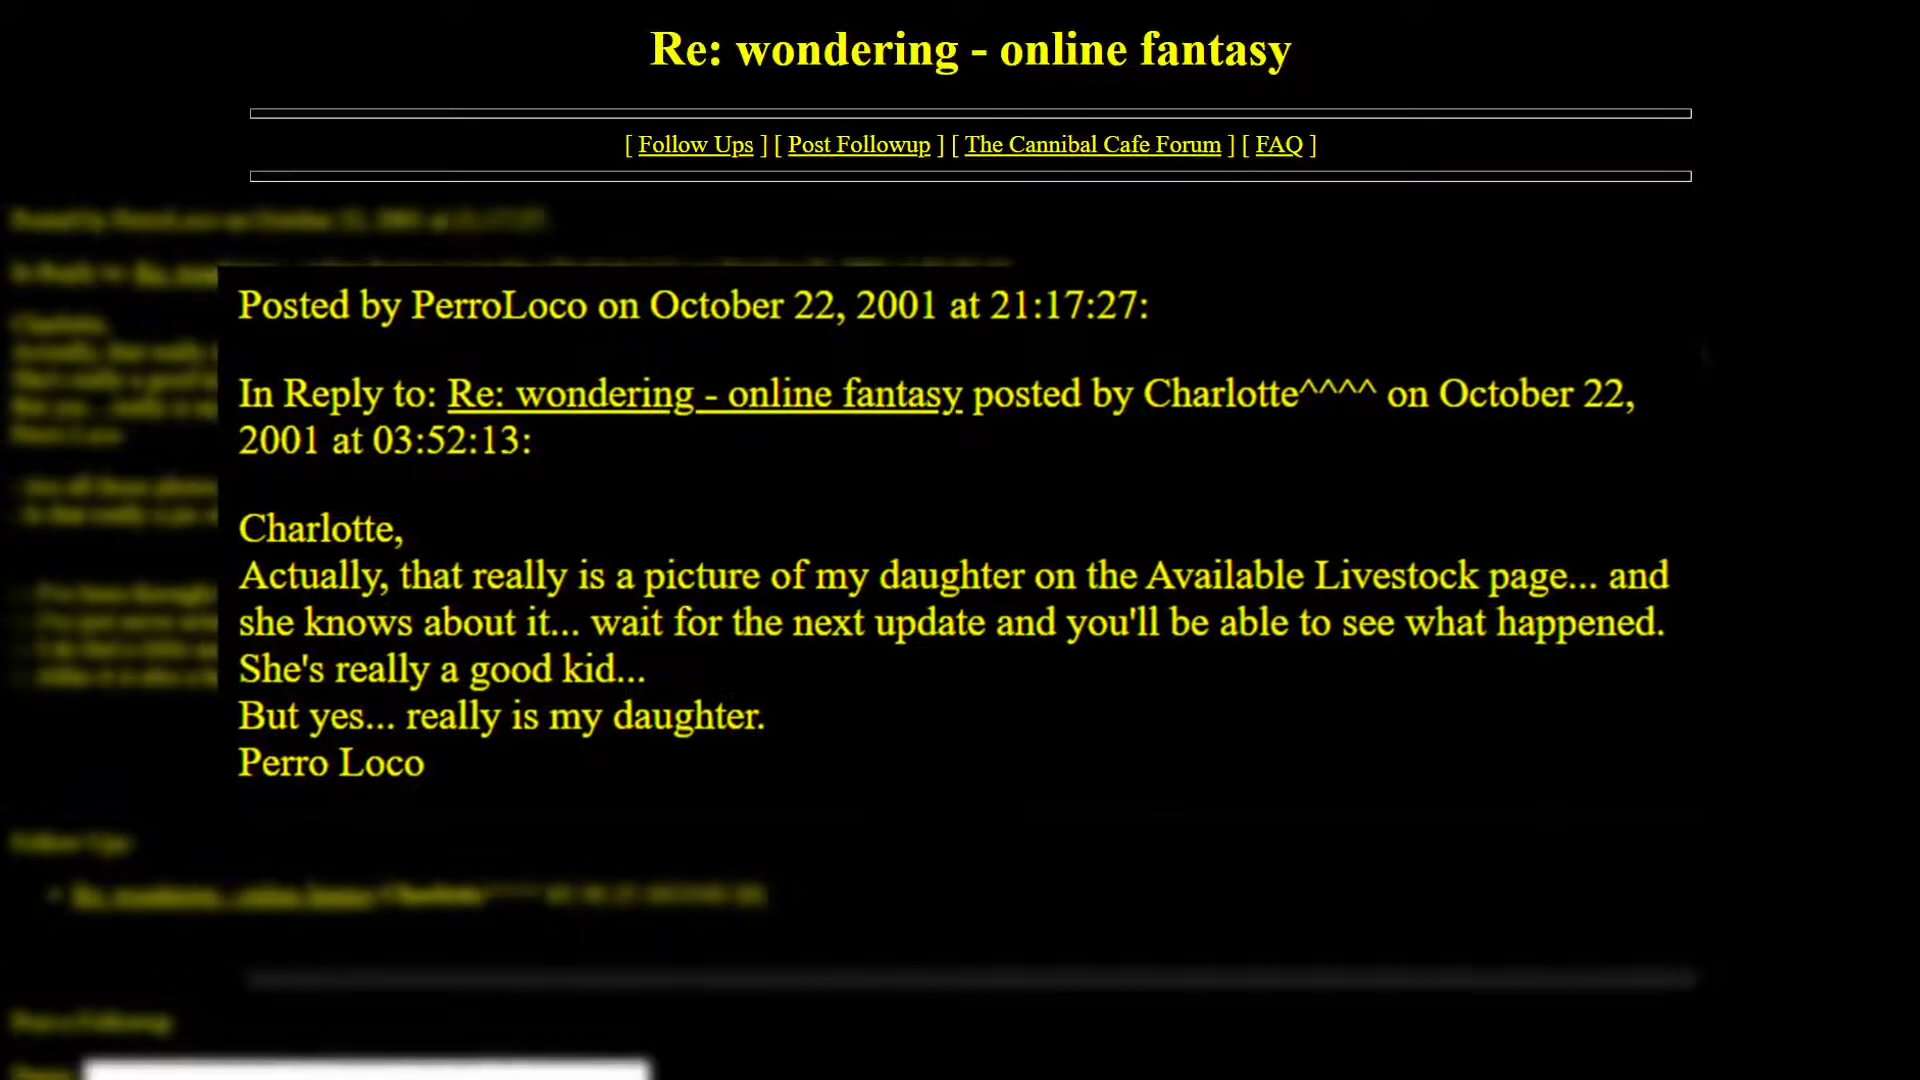 Re: wondering - online fantasy
[ Follow Ups ] [ Post Followup ] [ The Cannibal Cafe Forum ] [ FAQ ]
Posted by PerroLoco on October 22, 2001 at 21:17:27:
In Reply to: Re: wondering - online fantasy posted by Charlotte^^^^ on October 22,
2001 at 03:52:13:
Charlotte,
Actually, that really is a picture of my daughter on the Available Livestock page... and
she knows about it... wait for the next update and you'll be able to see what happened.
She's really a good kid...
But yes... really is my daughter.
Perro Loco